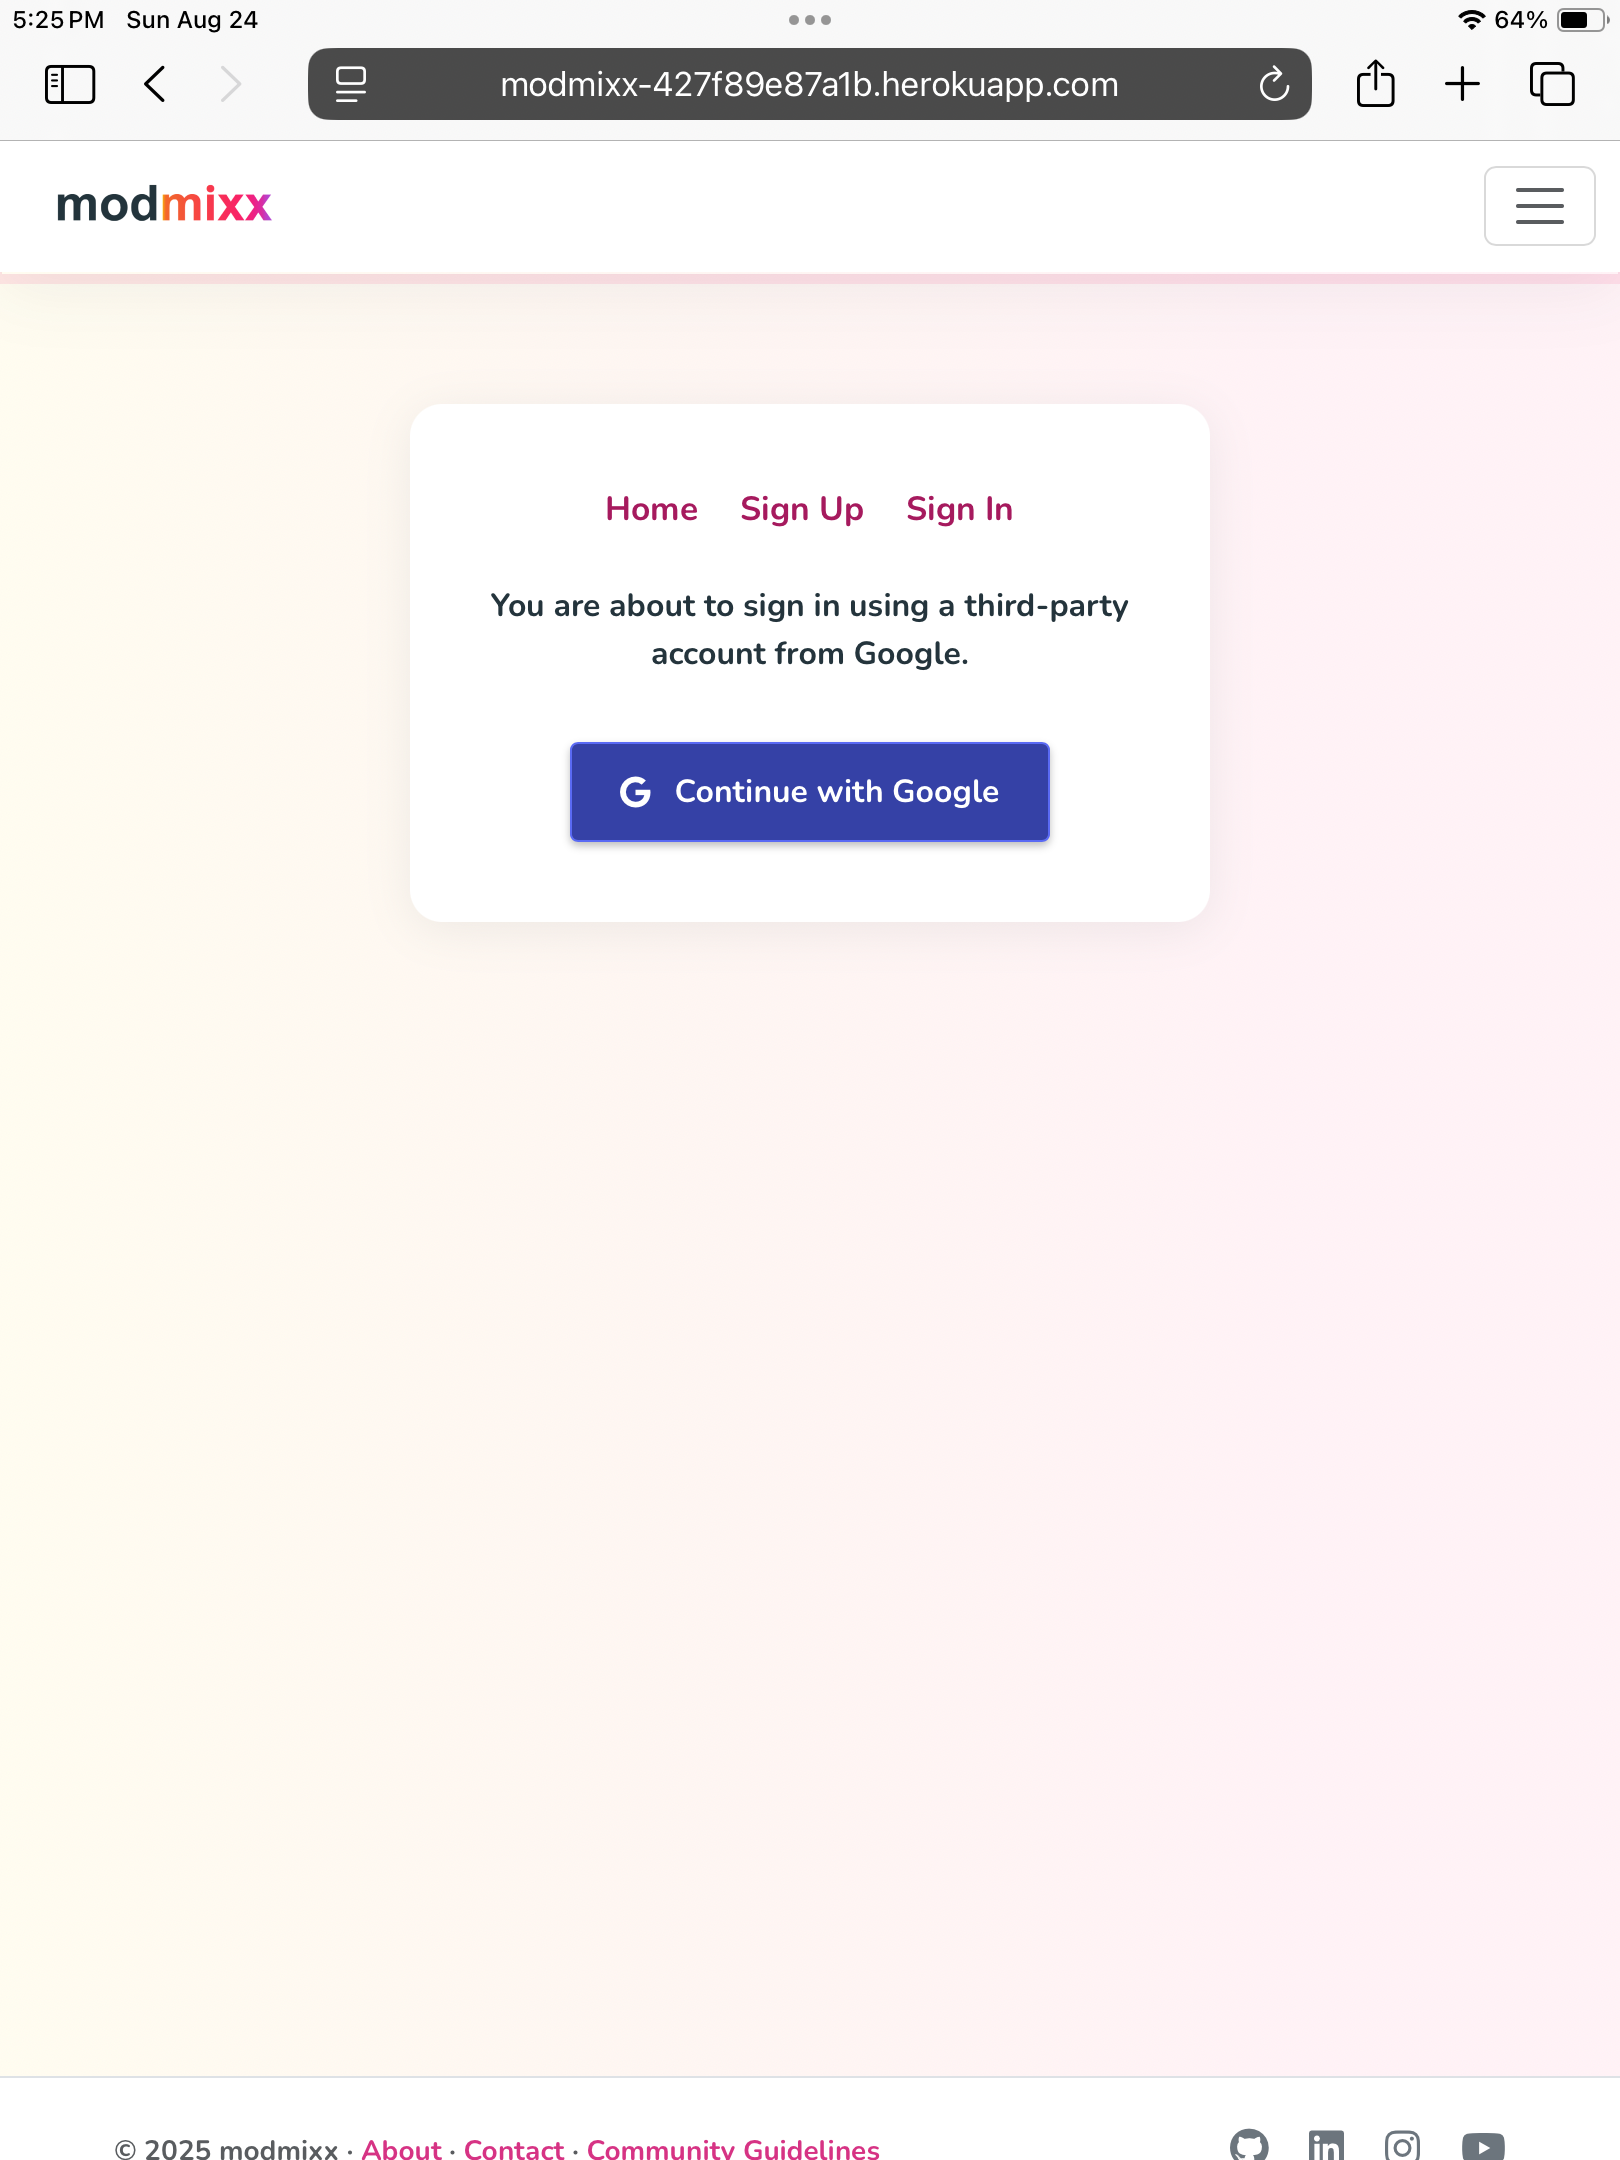 5:25 PM Sun Aug 24
64%
modmixx-427f89e87a1b.herokuapp.com
modmixx
Home Sign Up Sign In
You are about to sign in using a third-party
account from Google.
G Continue with Google
© 2025 modmixx · About · Contact · Community Guidelines